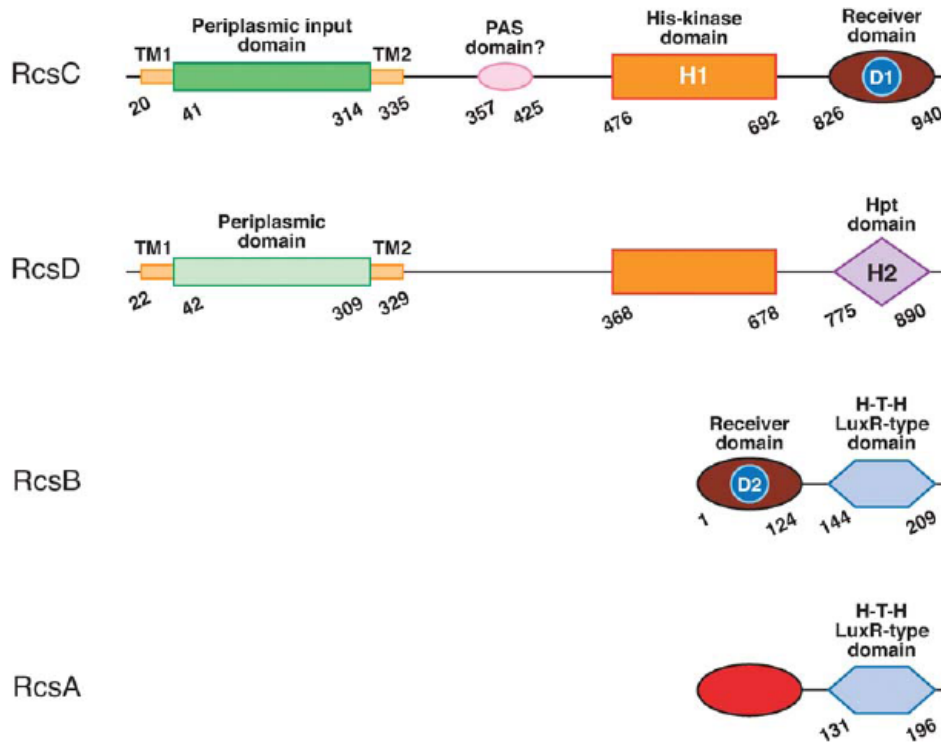 Periplasmic input
domain
TM1
TM2
PAS
domain?
His-kinase
domain
Receiver
domain
RcsC
H1
D1
20
41
314
335
357
425
476
692
826
940
Periplasmic
domain
TM1
TM2
Hpt
domain
RcsD
H2
22
42
309
329
368
678
775
890
Receiver
domain
H-T-H
LuxR-type
domain
RcsB
D2
1
124
144
209
H-T-H
LuxR-type
domain
RcsA
131
196